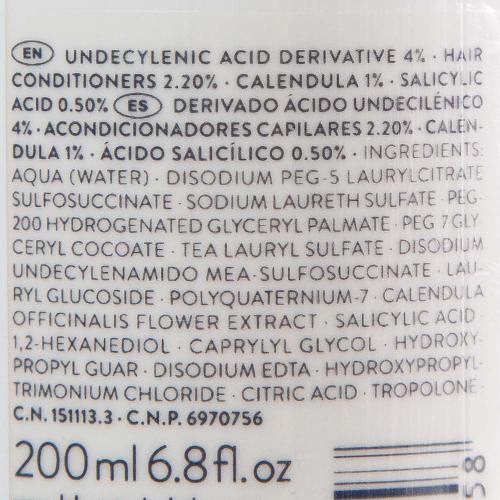 EN UNDECYLENIC ACID DERIVATIVE 4% · HAIR
CONDITIONERS 2.20% · CALENDULA 1% · SALICYLIC
ACID 0.50% ES DERIVADO ÁCIDO UNDECILÉNICO
4% · ACONDICIONADORES CAPILARES 2.20% · CALÉN-
DULA 1% · ÁCIDO SALICÍLICO 0.50% · INGREDIENTS:
AQUA (WATER) · DISODIUM PEG-5 LAURYLCITRATE
SULFOSUCCINATE · SODIUM LAURETH SULFATE · PEG-
200 HYDROGENATED GLYCERYL PALMATE · PEG 7 GLY
CERYL COCOATE · TEA LAURYL SULFATE · DISODIUM
UNDECYLENAMIDO MEA-SULFOSUCCINATE · LAU-
RYL GLUCOSIDE · POLYQUATERNIUM-7 · CALENDULA
OFFICINALIS FLOWER EXTRACT · SALICYLIC ACID ·
1,2-HEXANEDIOL · CAPRYLYL GLYCOL · HYDROXY-
PROPYL GUAR · DISODIUM EDTA · HYDROXYPROPYL-
TRIMONIUM CHLORIDE · CITRIC ACID · TROPOLONE ·
C.N. 151113.3 · C.N.P. 6970756
200 ml 6.8 fl. oz
58